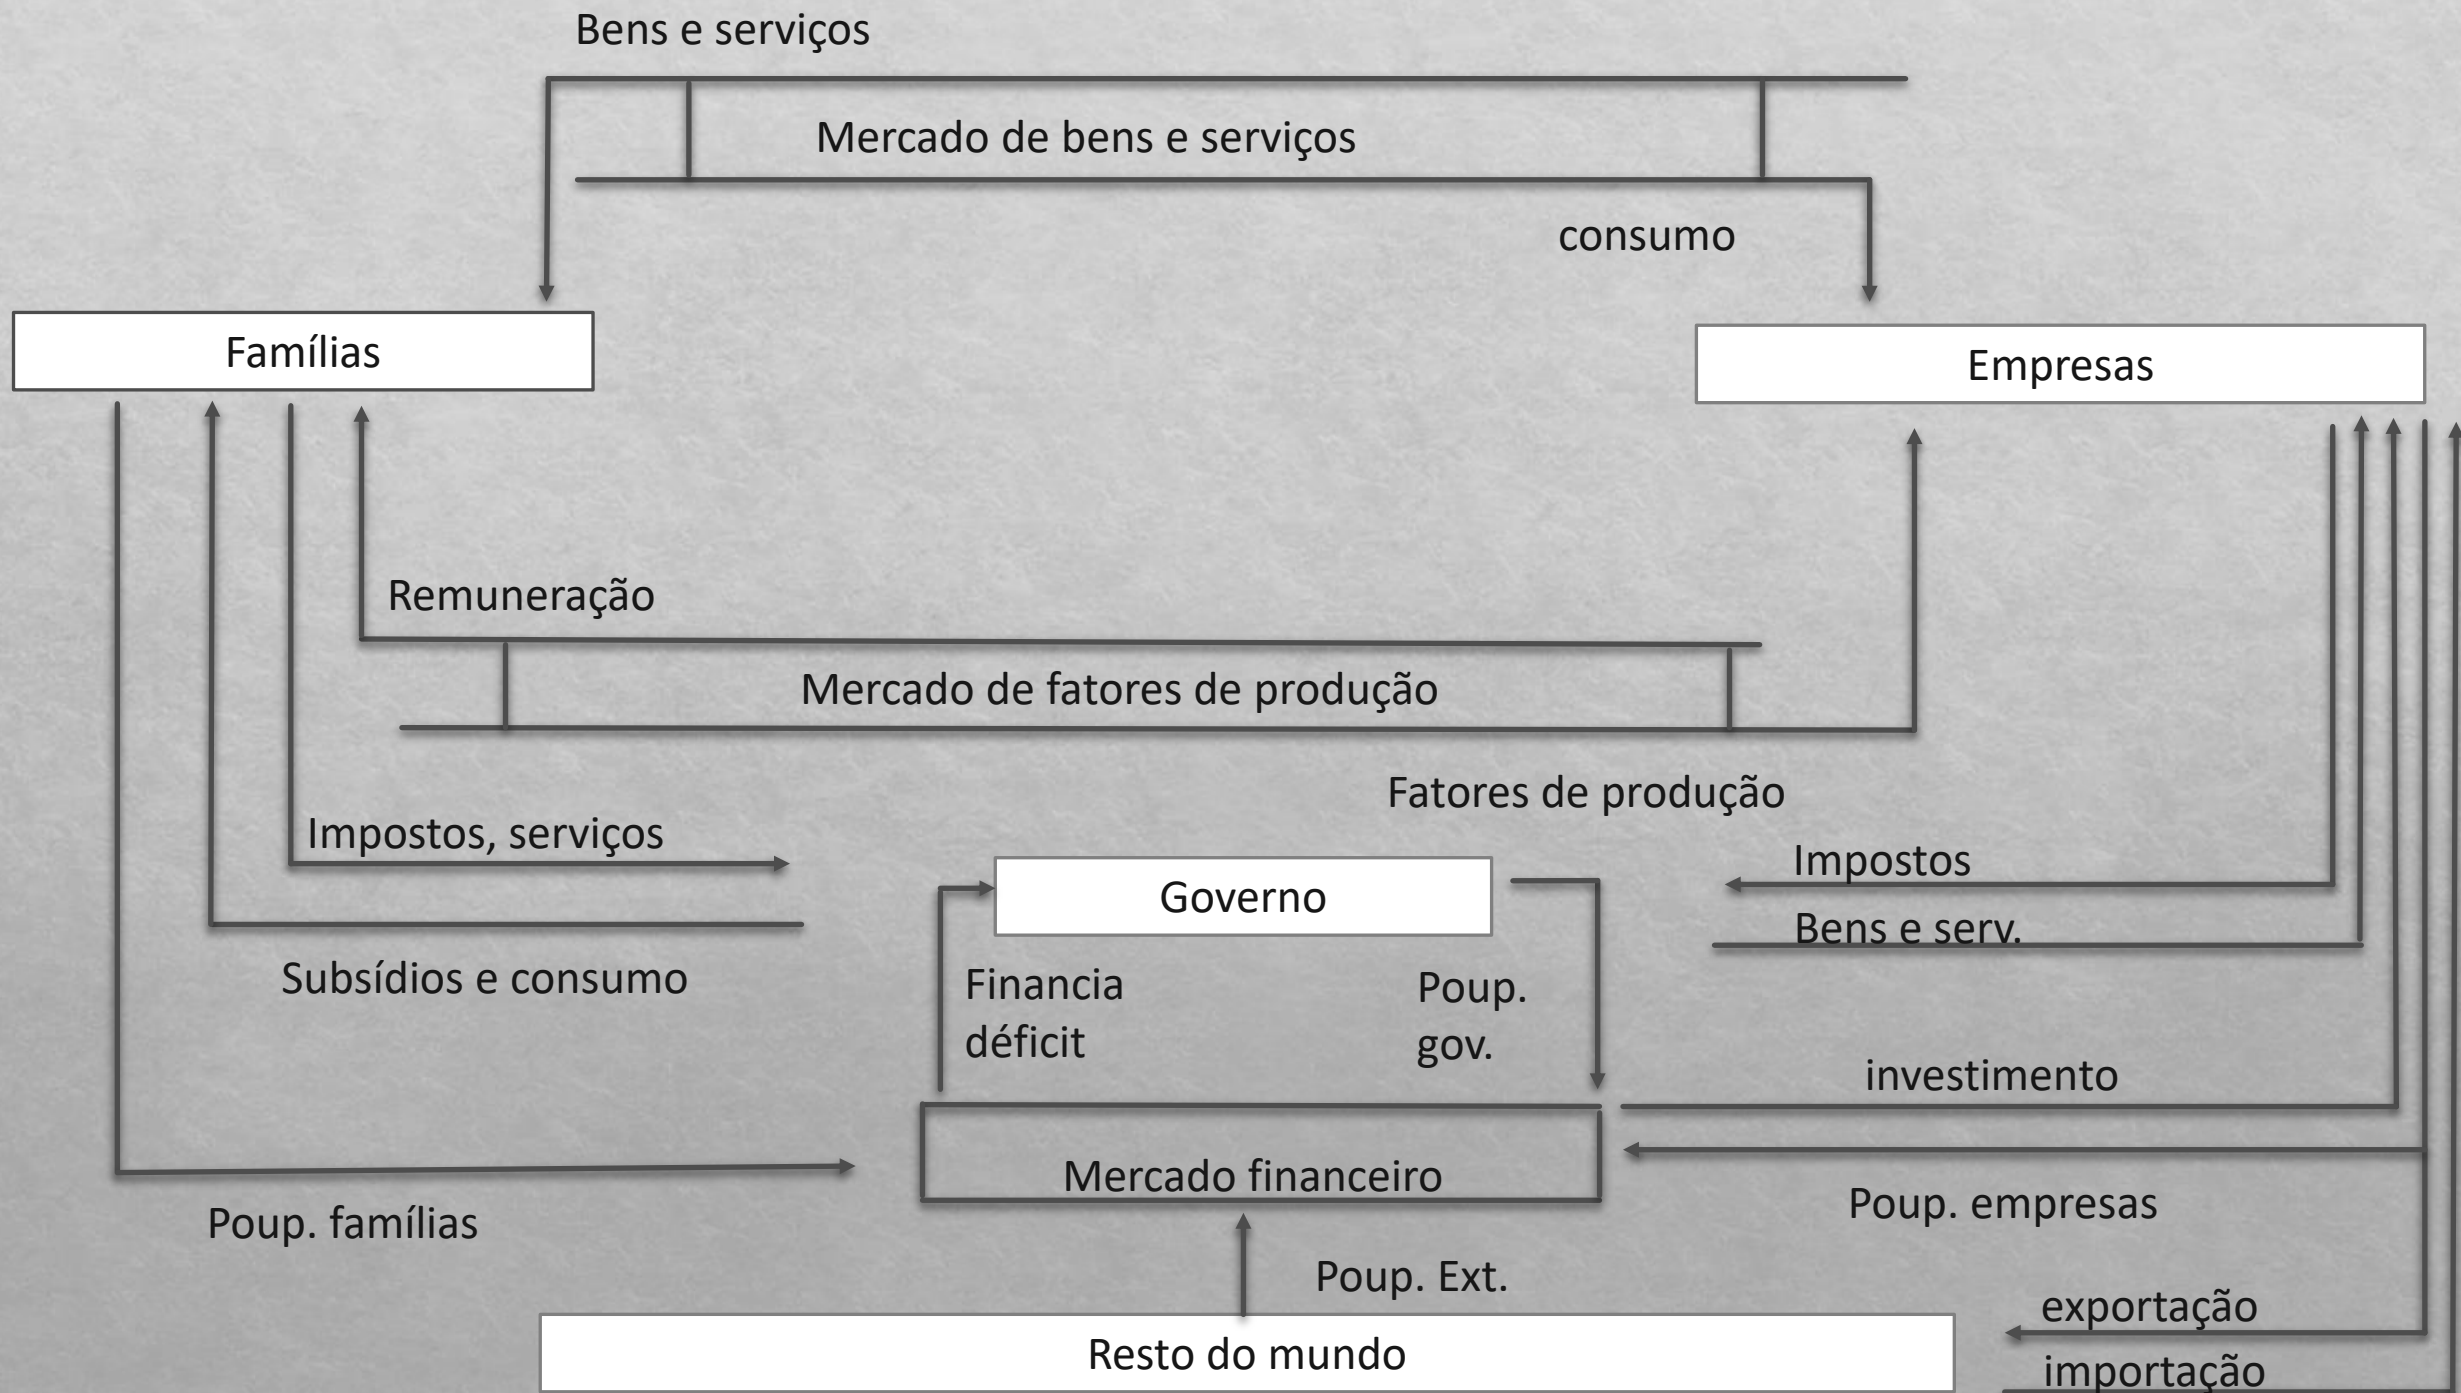 Bens e serviços
Mercado de bens e serviços
consumo
Famílias
Empresas
Remuneração
Mercado de fatores de produção
Fatores de produção
Impostos, serviços
Impostos
Governo
Bens e serv.
Subsídios e consumo
Financia
déficit
Poup.
gov.
investimento
Mercado financeiro
Poup. famílias
Poup. empresas
Poup. Ext.
exportação
Resto do mundo
importação